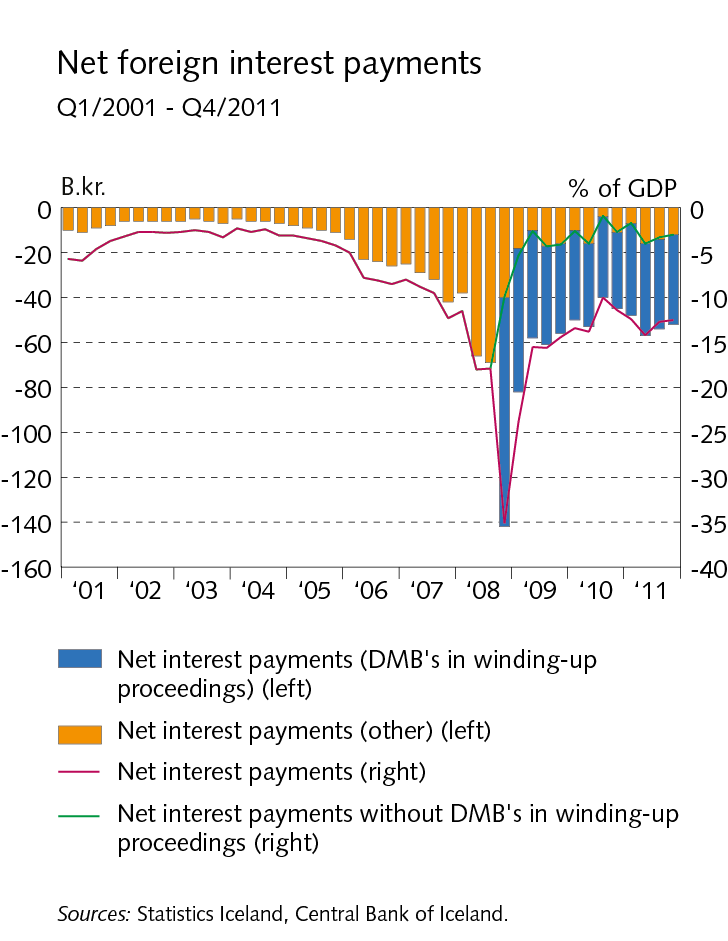 Net foreign interest payments
Q1/2001 - Q4/2011
B.kr. % of GDP
0 0
-20 -5
-40 -10
-60 -15
-80 -20
-100 -25
-120 -30
-140 -35
-160 -40
‘01 ‘02 ‘03 ‘04 ‘05 ‘06 ‘07 ‘08 ‘09 ‘10 ‘11
Net interest payments (DMB's in winding-up
proceedings) (left)
Net interest payments (other) (left)
Net interest payments (right)
Net interest payments without DMB's in winding-up
proceedings (right)
Sources: Statistics Iceland, Central Bank of Iceland.